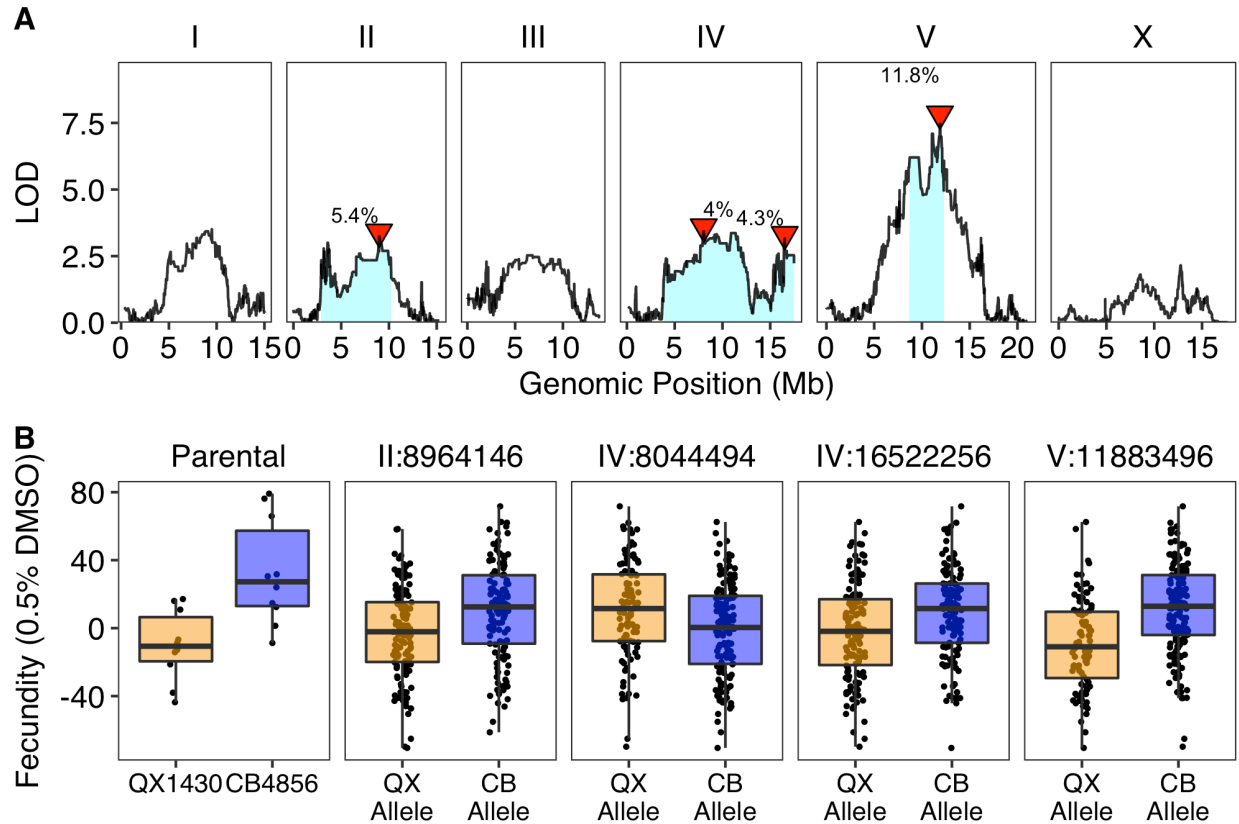 A
I II III IV V X
11.8%
5.4%
4%
4.3%
LOD
7.5
5.0
2.5
0.0
0 5 10 15 0 5 10 15 0 5 10 0 5 10 15 0 5 10 15 20 0 5 10 15
Genomic Position (Mb)
B
Parental II:8964146 IV:8044494 IV:16522256 V:11883496
Fecundity (0.5% DMSO)
80
40
0
-40
QX1430 CB4856 QX CB QX CB QX CB QX CB
Allele Allele Allele Allele Allele Allele Allele Allele